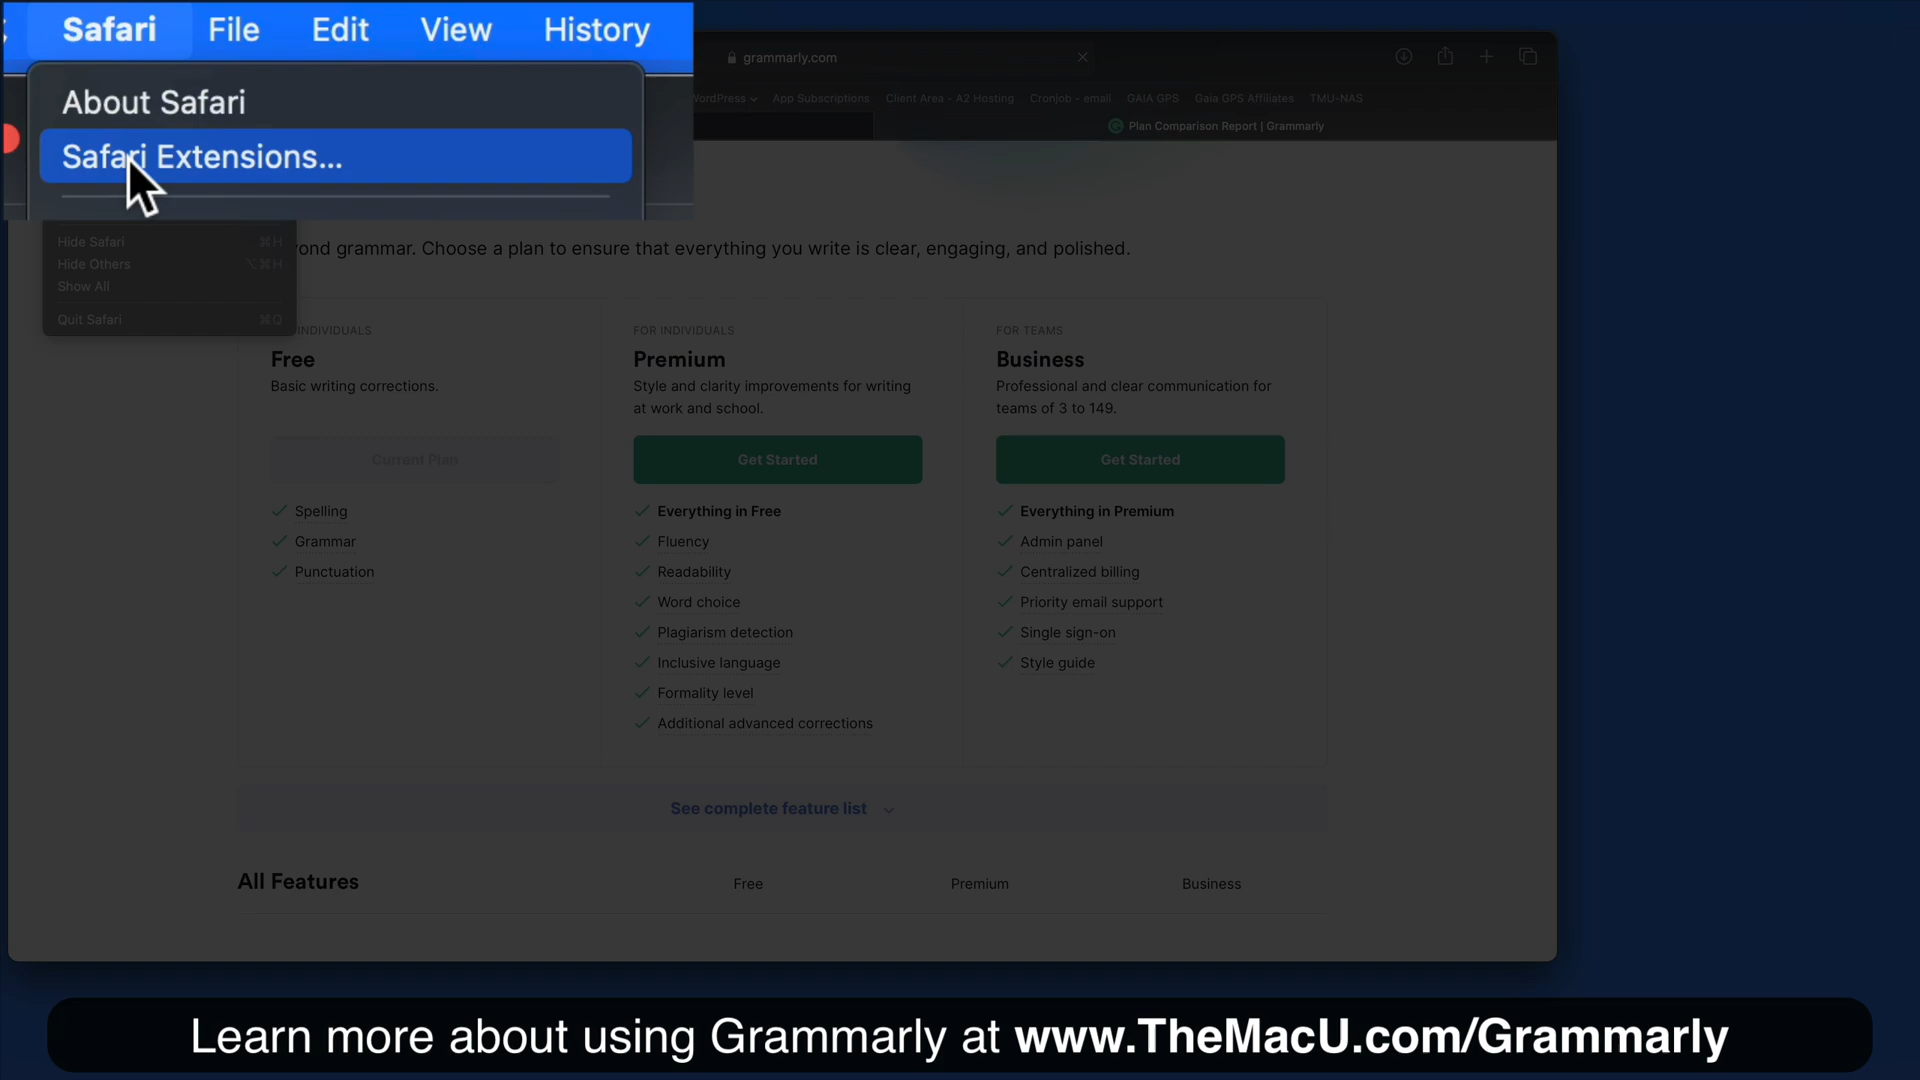 Safari File Edit View History
About Safari
Safari Extensions...
Hide Safari ⌘H
Hide Others ⌥⌘H
Show All
Quit Safari ⌘Q
grammarly.com
App Subscriptions Client Area - A2 Hosting Cronjob - email GAIA GPS Gaia GPS Affiliates TMU-NAS
Plan Comparison Report | Grammarly
grammar. Choose a plan to ensure that everything you write is clear, engaging, and polished.
INDIVIDUALS
Free
Basic writing corrections.
Current Plan
Spelling
Grammar
Punctuation
FOR INDIVIDUALS
Premium
Style and clarity improvements for writing
at work and school.
Get Started
Everything in Free
Fluency
Readability
Word choice
Plagiarism detection
Inclusive language
Formality level
Additional advanced corrections
FOR TEAMS
Business
Professional and clear communication for
teams of 3 to 149.
Get Started
Everything in Premium
Admin panel
Centralized billing
Priority email support
Single sign-on
Style guide
See complete feature list
All Features Free Premium Business
Learn more about using Grammarly at www.TheMacU.com/Grammarly